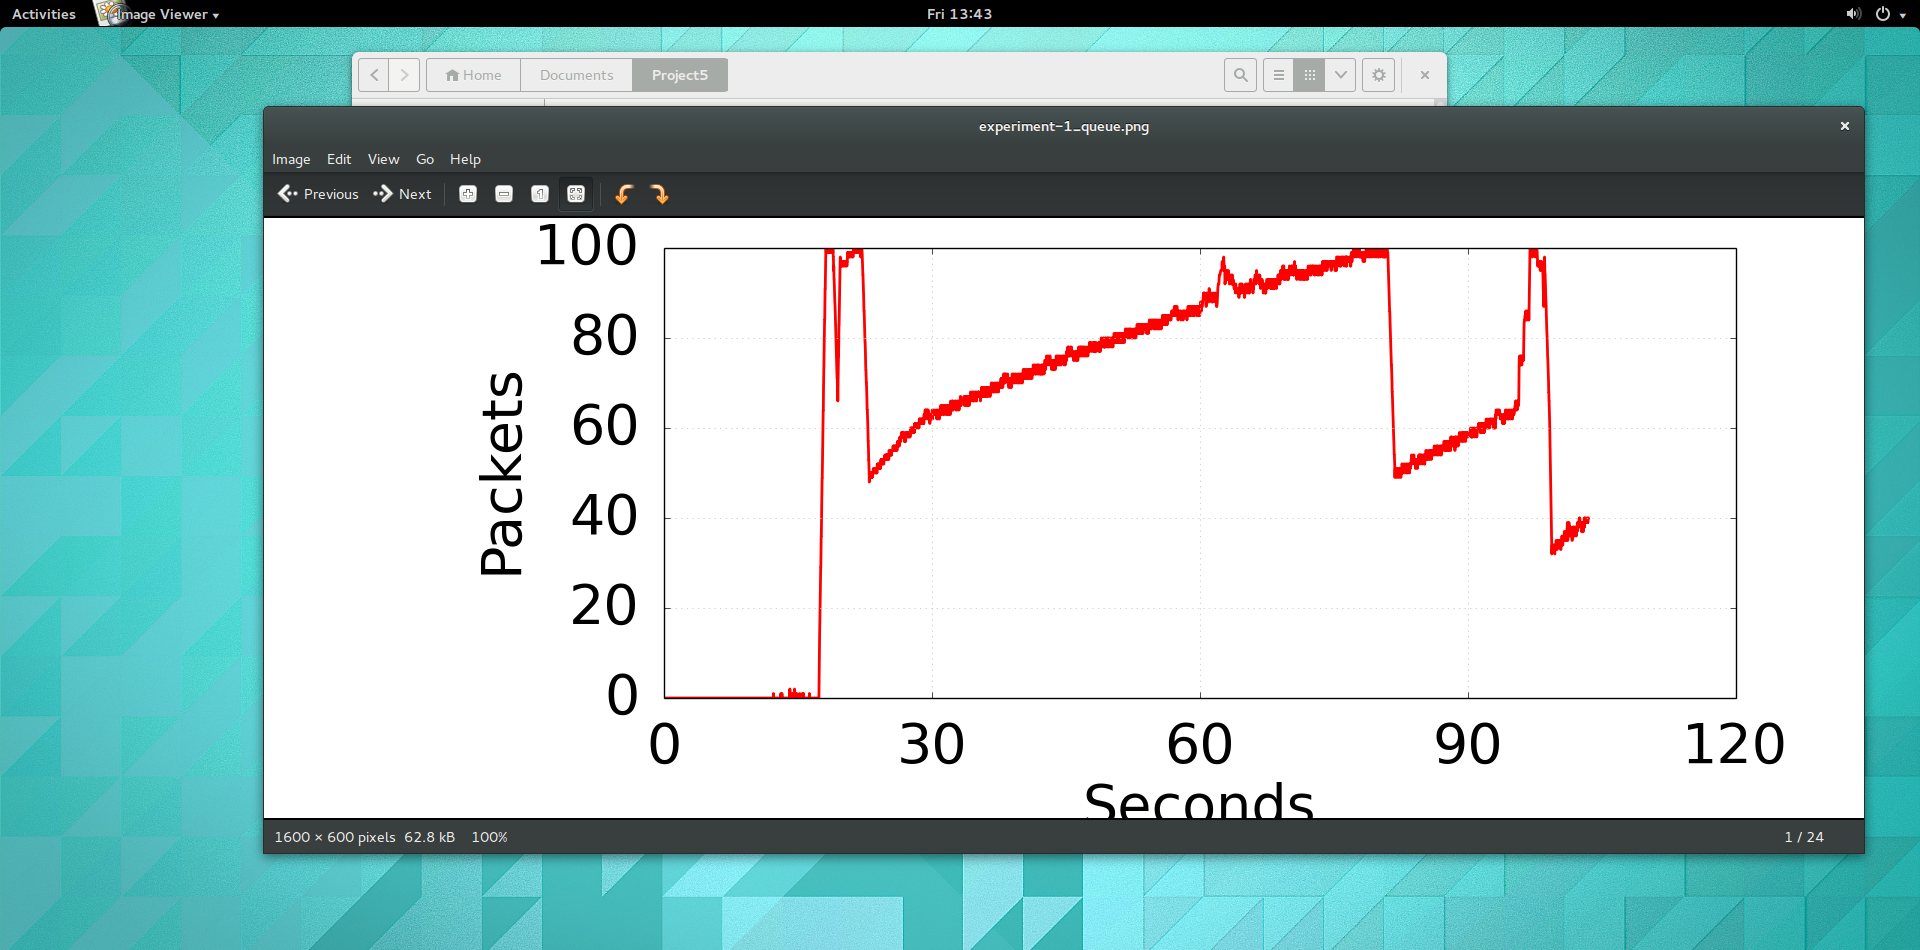 Activities Image Viewer Fri 13:43
Home Documents Project5
experiment-1_queue.png
Image Edit View Go Help
Previous Next
100
80
60
40
20
0
Packets
0 30 60 90 120
Seconds
1600 × 600 pixels 62.8 kB 100% 1 / 24